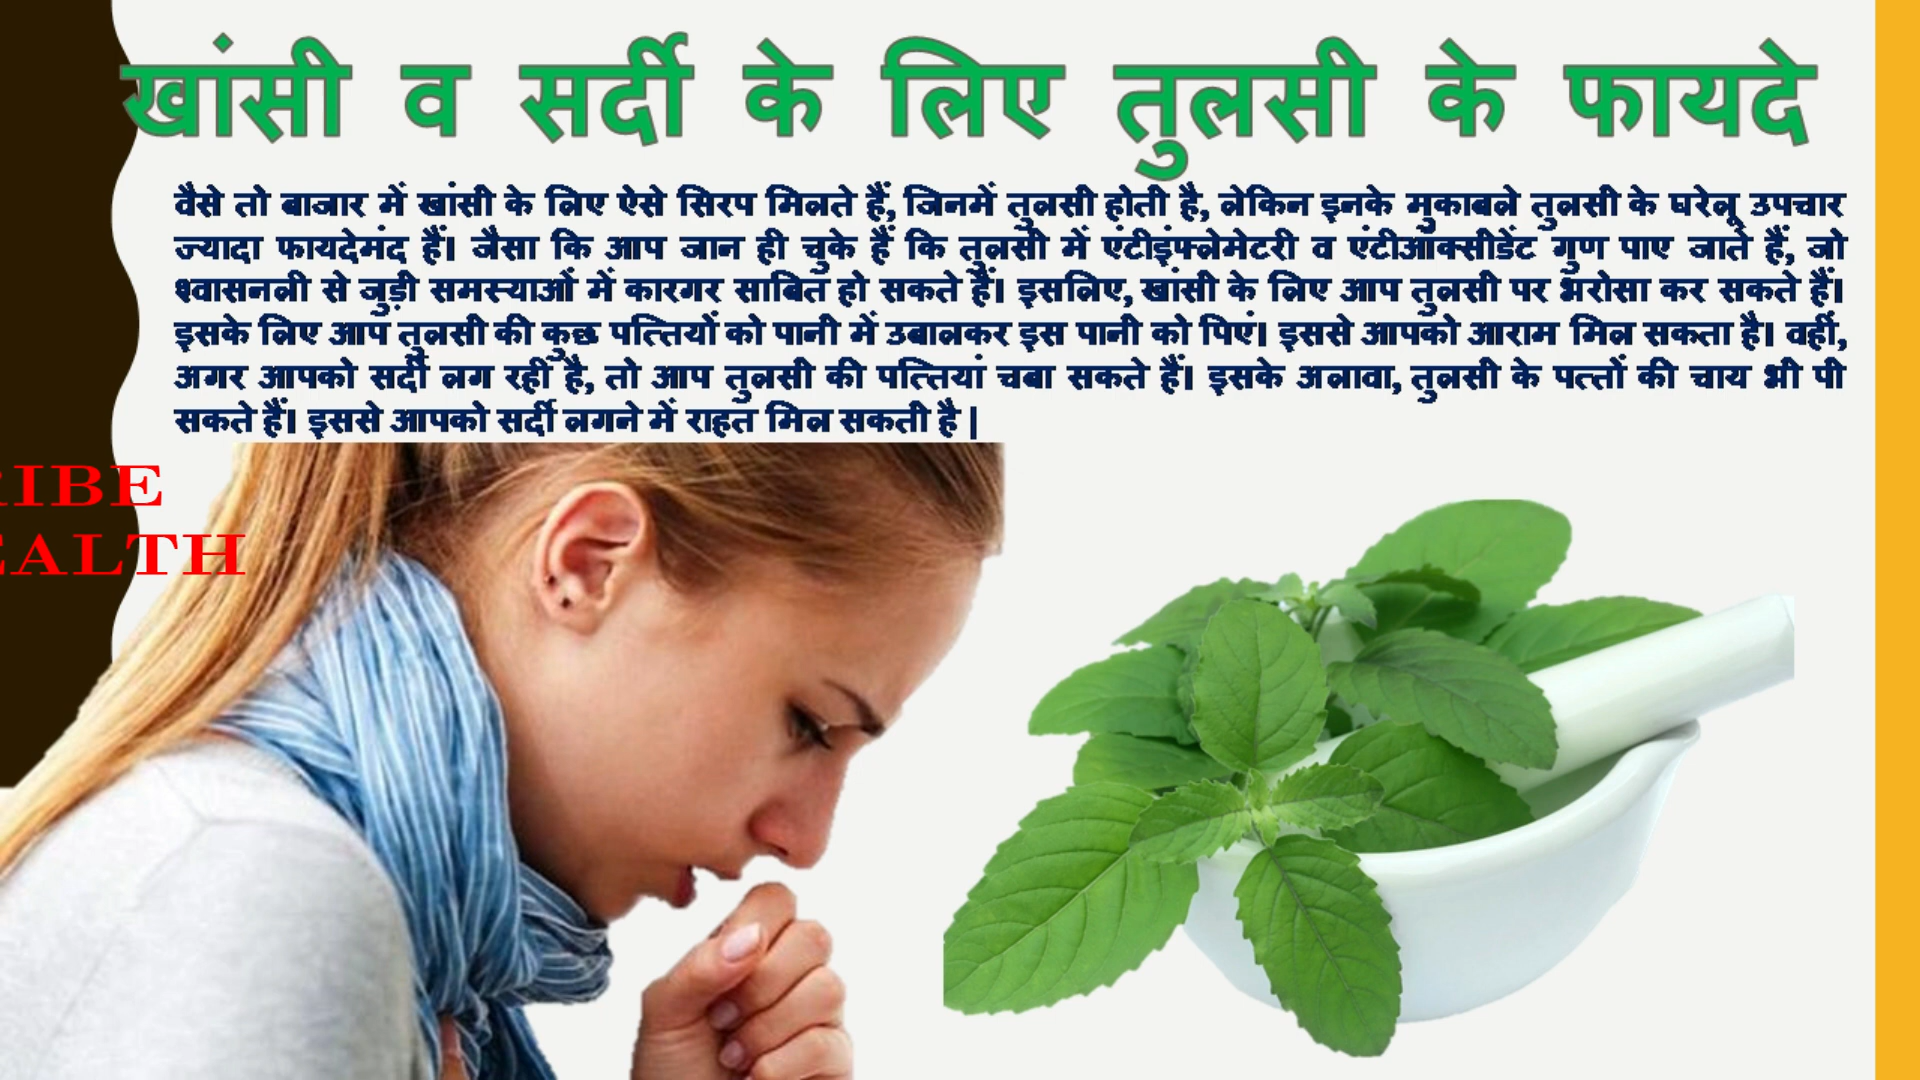 खांसी व सर्दी के लिए तुलसी के फायदे
वैसे तो बाजार में खांसी के लिए ऐसे सिरप मिलते हैं, जिनमें तुलसी होती है, लेकिन इनके मुकाबले तुलसी के घरेलू उपचार
ज्यादा फायदेमंद हैं। जैसा कि आप जान ही चुके हैं कि तुलसी में एंटीइंफ्लेमेटरी व एंटीऑक्सीडेंट गुण पाए जाते हैं, जो
श्वासनली से जुड़ी समस्याओं में कारगर साबित हो सकते हैं। इसलिए, खांसी के लिए आप तुलसी पर भरोसा कर सकते हैं।
इसके लिए आप तुलसी की कुछ पत्तियों को पानी में उबालकर इस पानी को पिएं। इससे आपको आराम मिल सकता है। वहीं,
अगर आपको सर्दी लग रही है, तो आप तुलसी की पत्तियां चबा सकते हैं। इसके अलावा, तुलसी के पत्तों की चाय भी पी
सकते हैं। इससे आपको सर्दी लगने में राहत मिल सकती है |
RIBE
EALTH